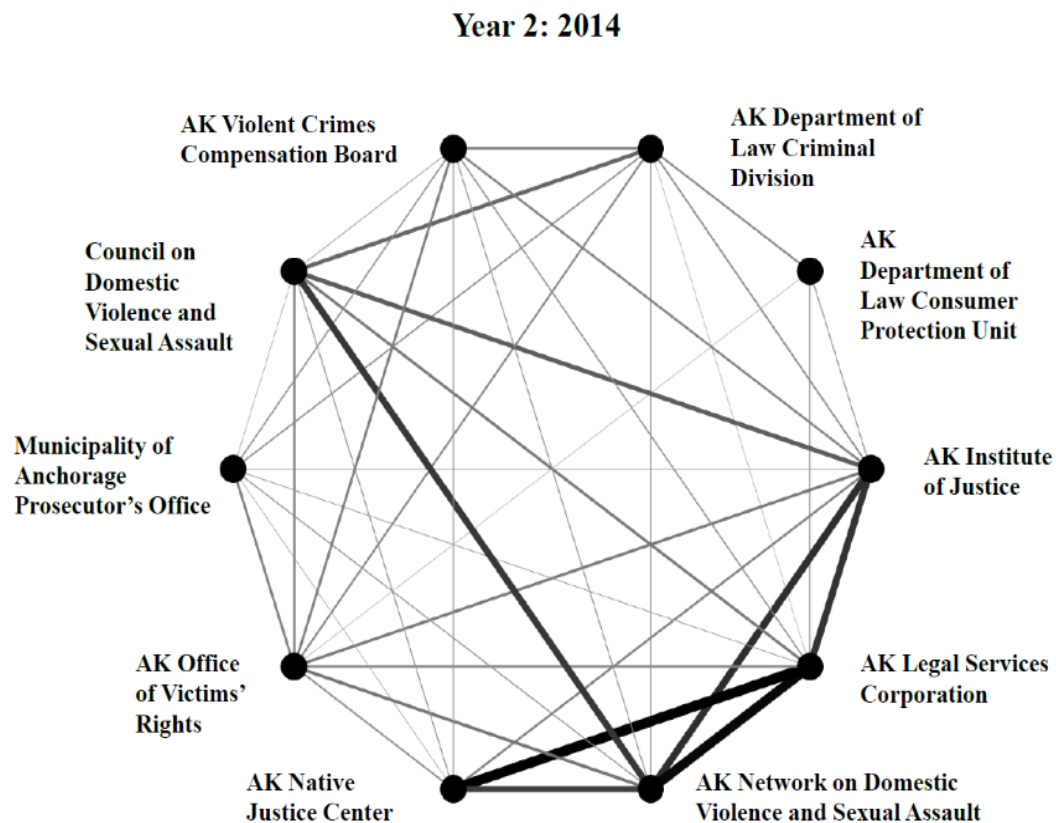 Year 2: 2014
AK Violent Crimes
Compensation Board
AK Department of
Law Criminal
Division
Council on
Domestic
Violence and
Sexual Assault
AK
Department of
Law Consumer
Protection Unit
Municipality of
Anchorage
Prosecutor’s Office
AK Institute
of Justice
AK Office
of Victims’
Rights
AK Legal Services
Corporation
AK Native
Justice Center
AK Network on Domestic
Violence and Sexual Assault